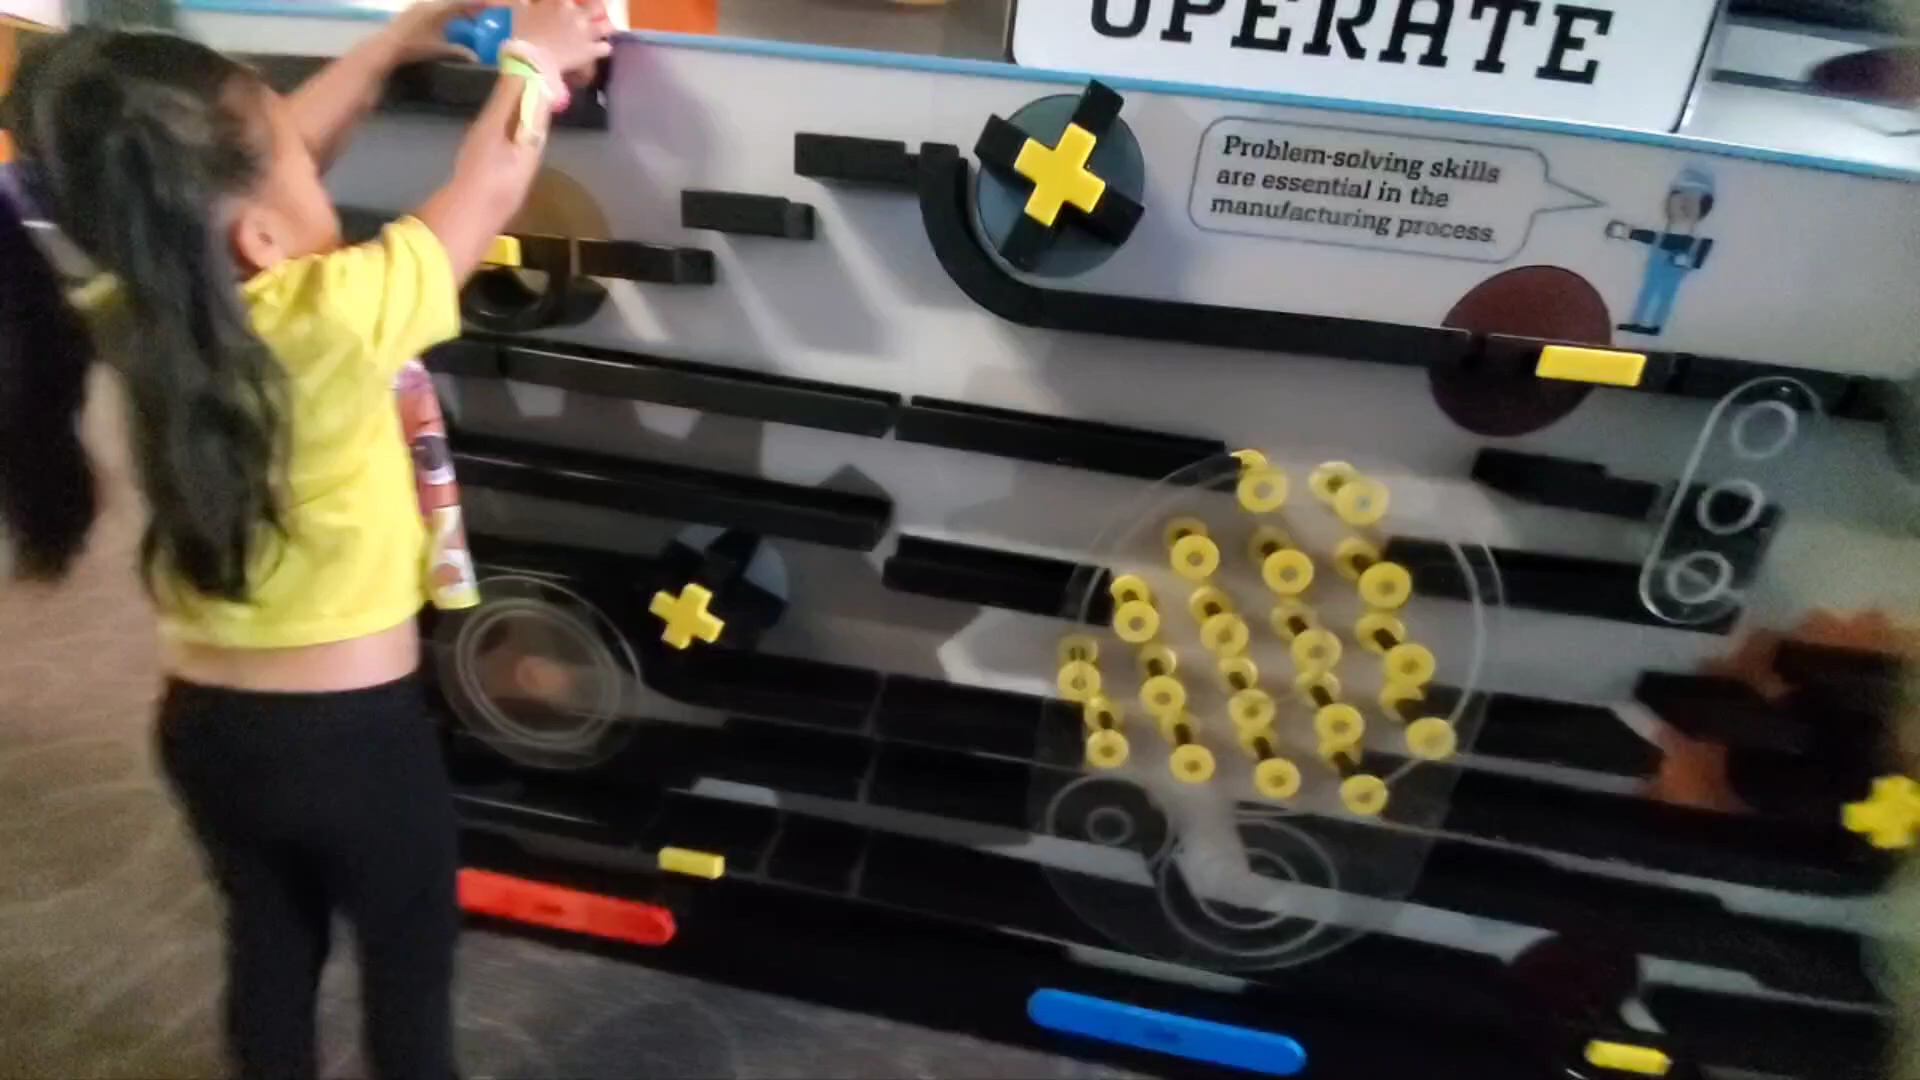 OPERATE
Problem-solving skills
are essential in the
manufacturing process.